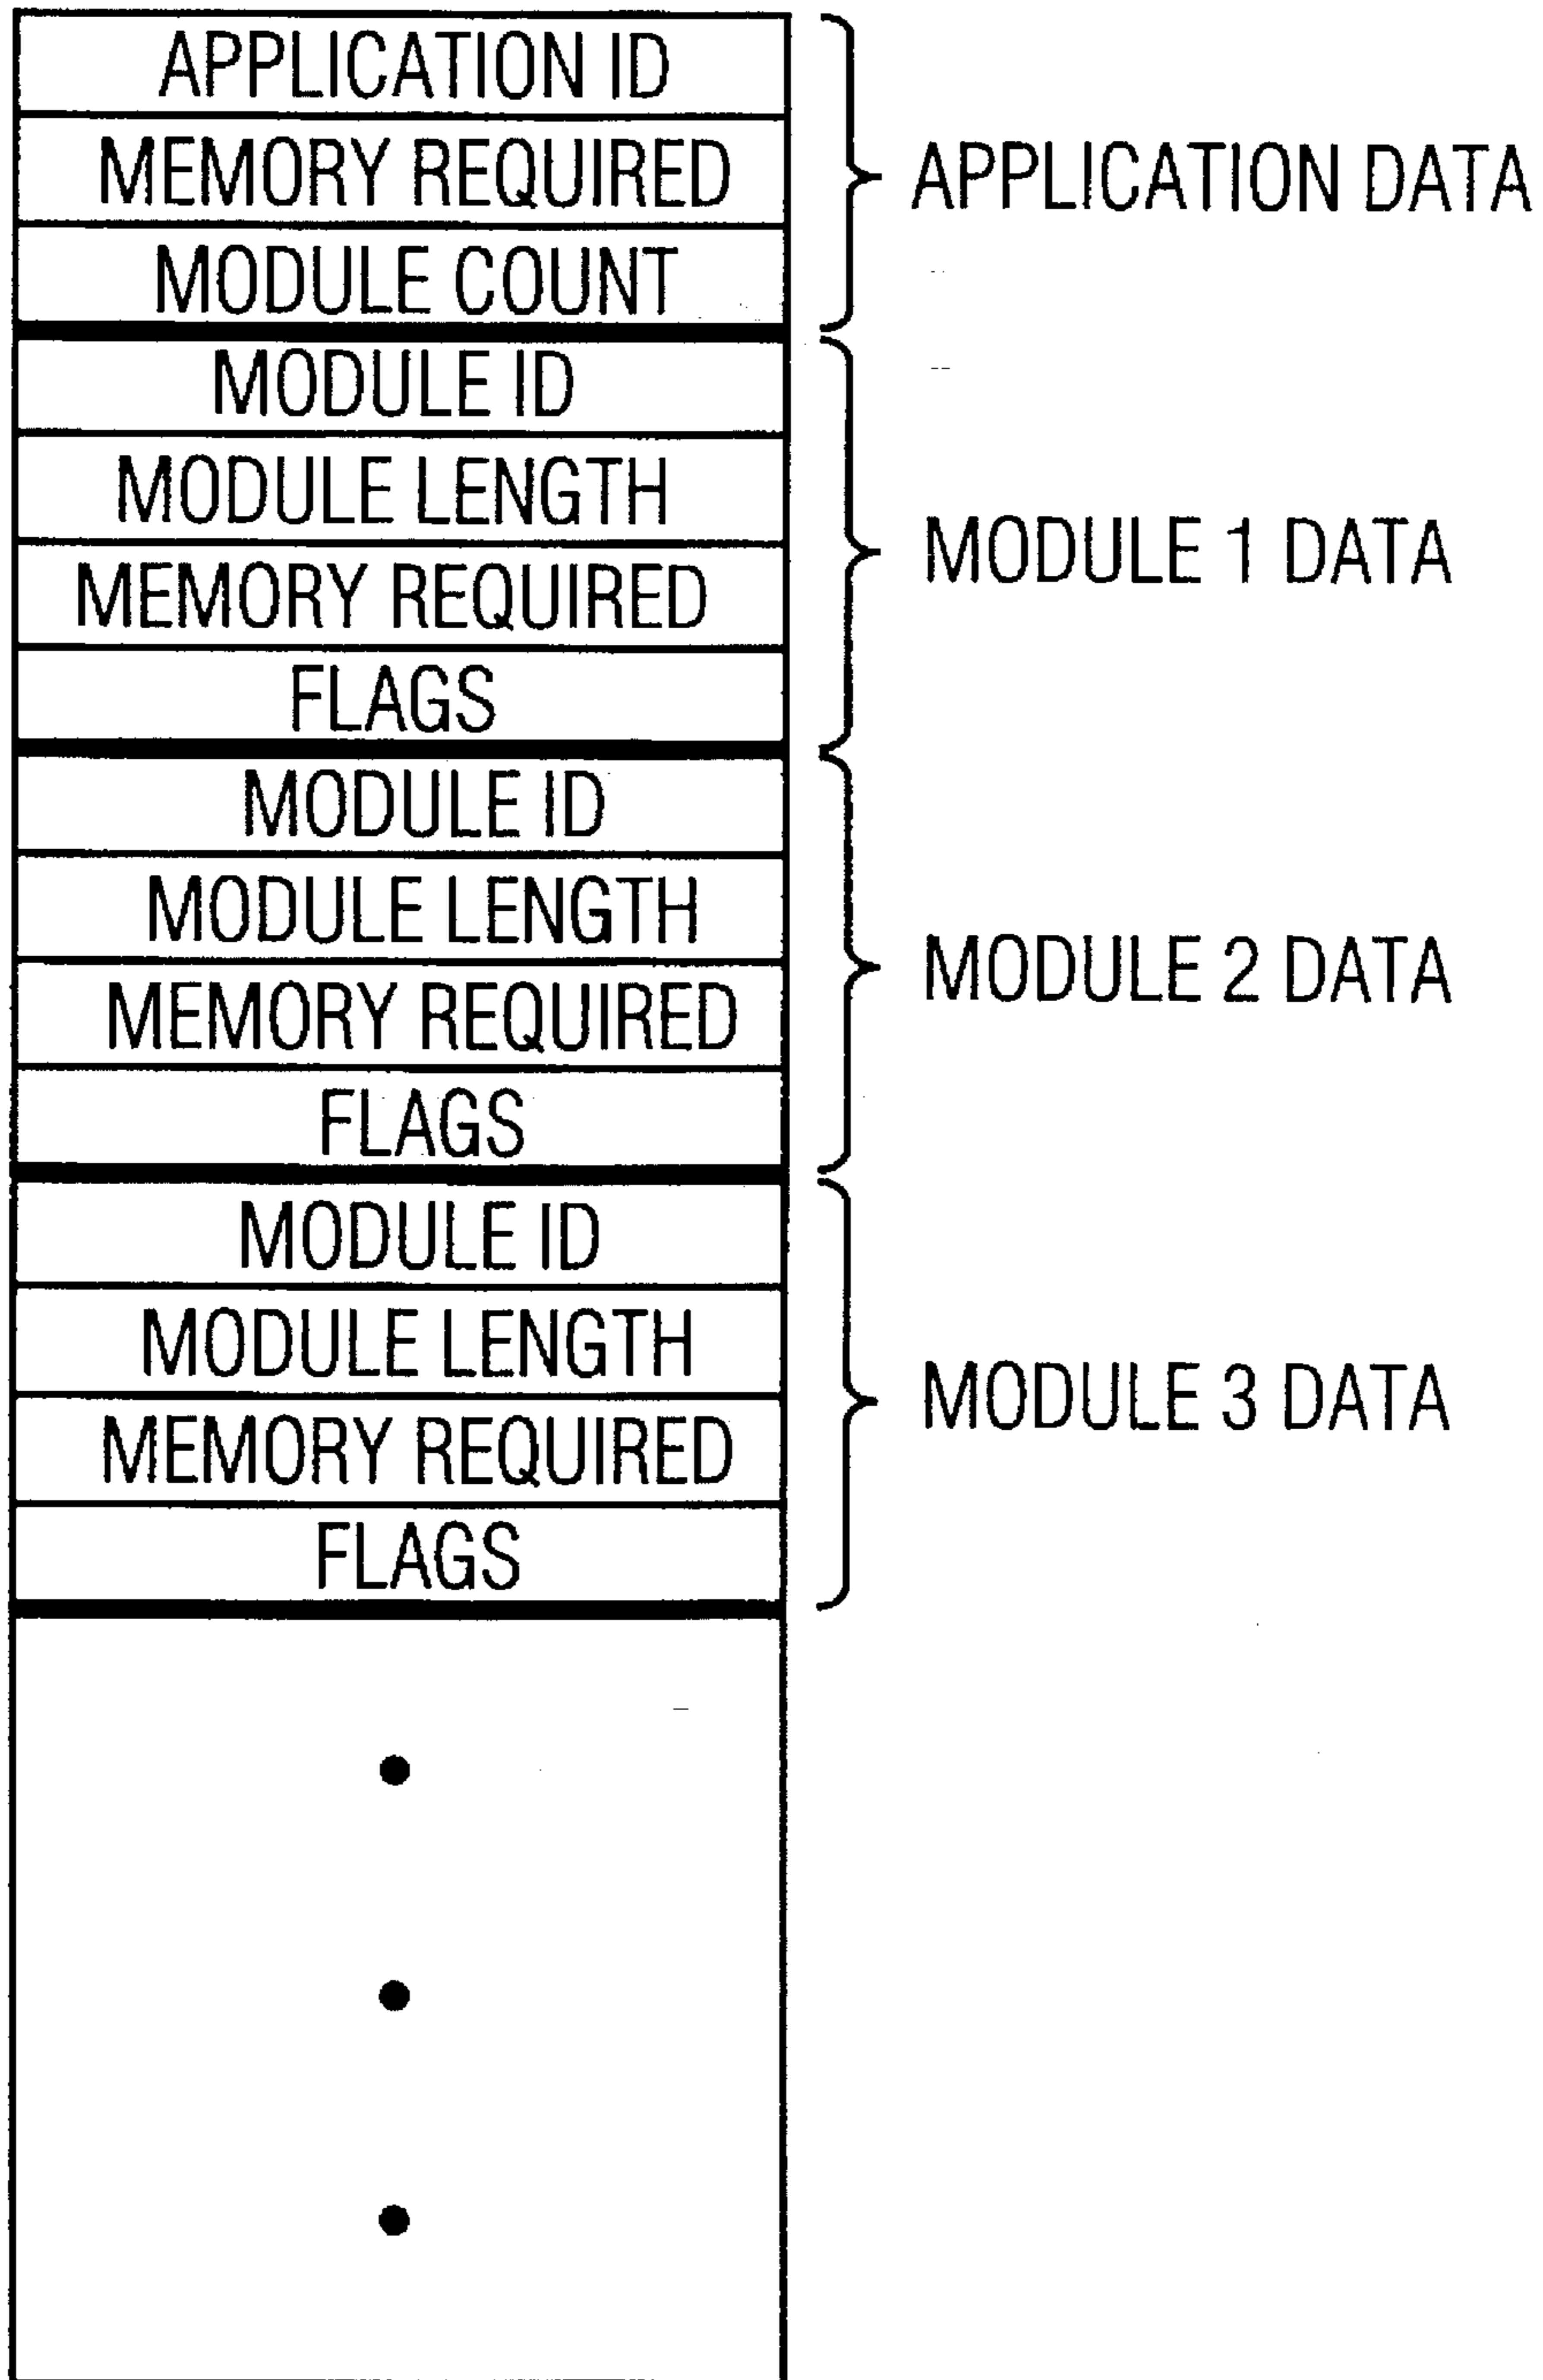 APPLICATION ID
MEMORY REQUIRED
MODULE COUNT
APPLICATION DATA
MODULE ID
MODULE LENGTH
MEMORY REQUIRED
FLAGS
MODULE 1 DATA
MODULE ID
MODULE LENGTH
MEMORY REQUIRED
FLAGS
MODULE 2 DATA
MODULE ID
MODULE LENGTH
MEMORY REQUIRED
FLAGS
MODULE 3 DATA